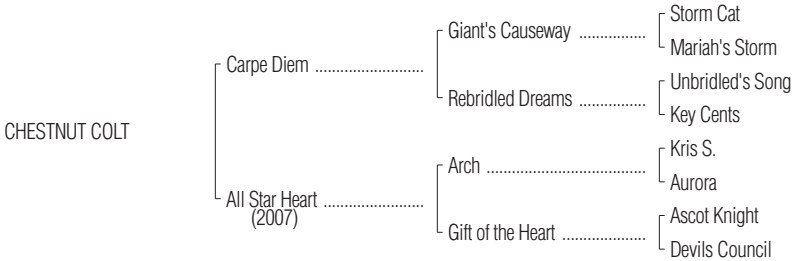 Storm Cat
Giant's Causeway ................
Mariah's Storm
Carpe Diem .........................
Unbridled's Song
Rebridled Dreams ................
Key Cents
CHESTNUT COLT
Kris S.
Arch .....................................
Aurora
All Star Heart .......................
(2007)
Ascot Knight
Gift of the Heart ....................
Devils Council